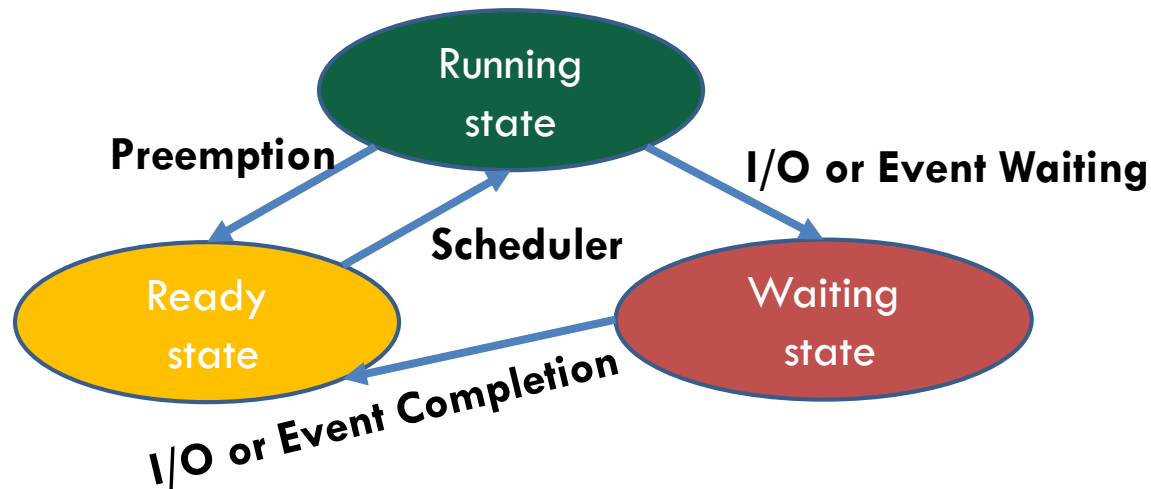 Running
state
Preemption
I/O or Event Waiting
Scheduler
Ready
state
Waiting
state
I/O or Event Completion